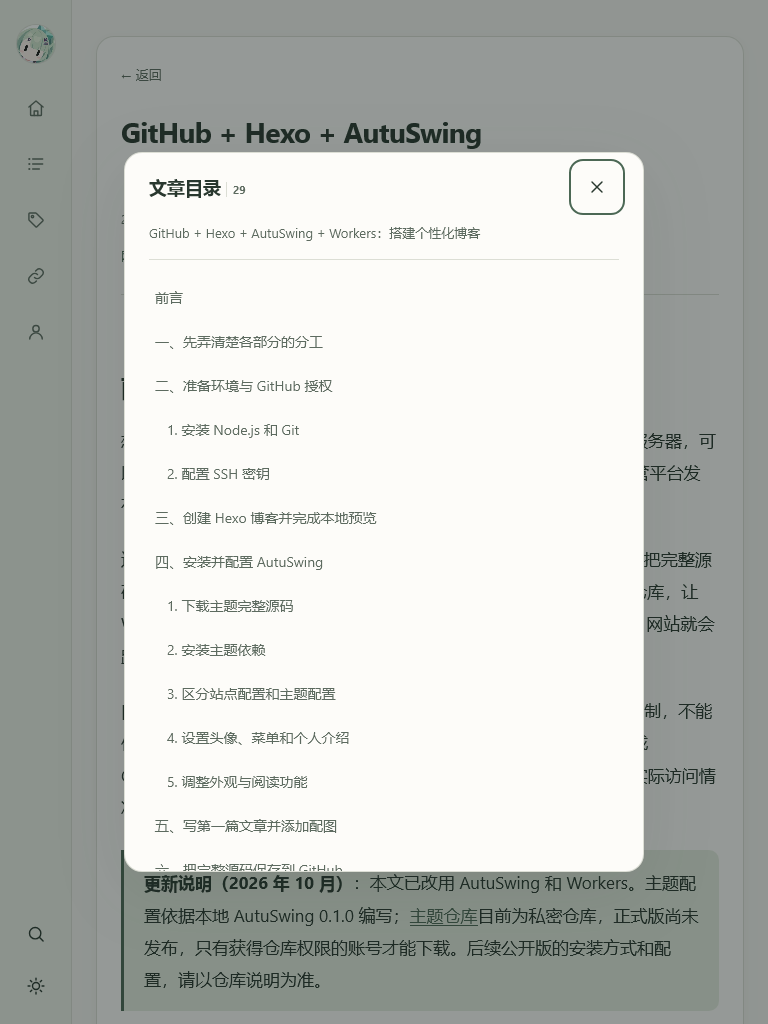 ← 返回
GitHub + Hexo + AutuSwing
文章目录 29
GitHub + Hexo + AutuSwing + Workers：搭建个性化博客
前言
一、先弄清楚各部分的分工
二、准备环境与 GitHub 授权
1. 安装 Node.js 和 Git
2. 配置 SSH 密钥
三、创建 Hexo 博客并完成本地预览
四、安装并配置 AutuSwing
1. 下载主题完整源码
2. 安装主题依赖
3. 区分站点配置和主题配置
4. 设置头像、菜单和个人介绍
5. 调整外观与阅读功能
五、写第一篇文章并添加配图
六、把完整源码保存到 GitHub
务器，可
平台发
把完整源
库，让
网站就会
制，不能
际访问情
更新说明（2026 年 10 月）：本文已改用 AutuSwing 和 Workers。主题配
置依据本地 AutuSwing 0.1.0 编写；主题仓库目前为私密仓库，正式版尚未
发布，只有获得仓库权限的账号才能下载。后续公开版的安装方式和配
置，请以仓库说明为准。